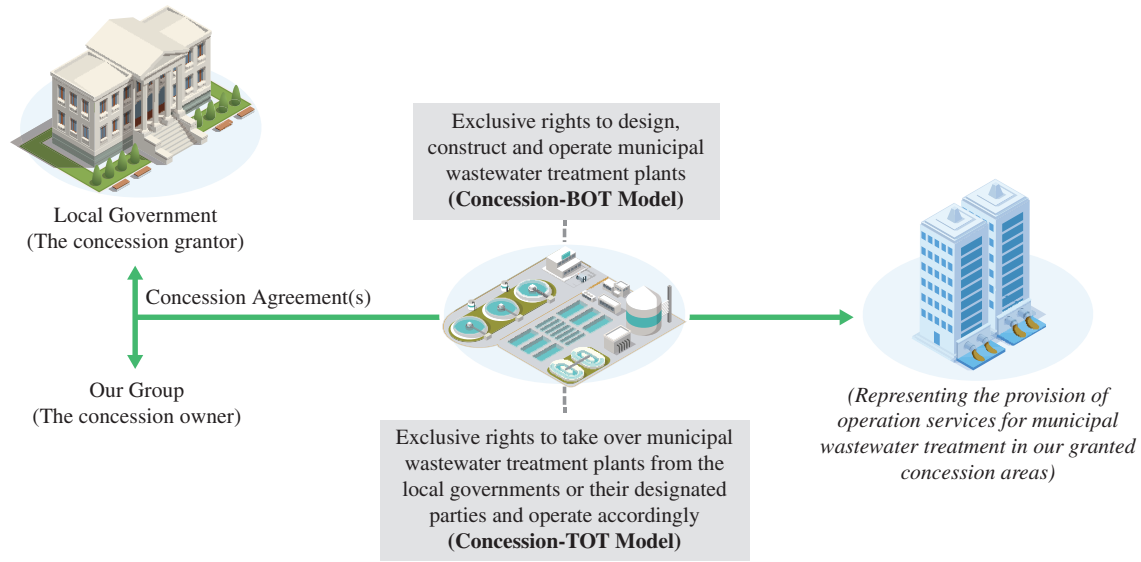 Local Government
(The concession grantor)
Concession Agreement(s)
Our Group
(The concession owner)
Exclusive rights to design,
construct and operate municipal
wastewater treatment plants
(Concession-BOT Model)
Exclusive rights to take over municipal
wastewater treatment plants from the
local governments or their designated
parties and operate accordingly
(Concession-TOT Model)
(Representing the provision of
operation services for municipal
wastewater treatment in our granted
concession areas)